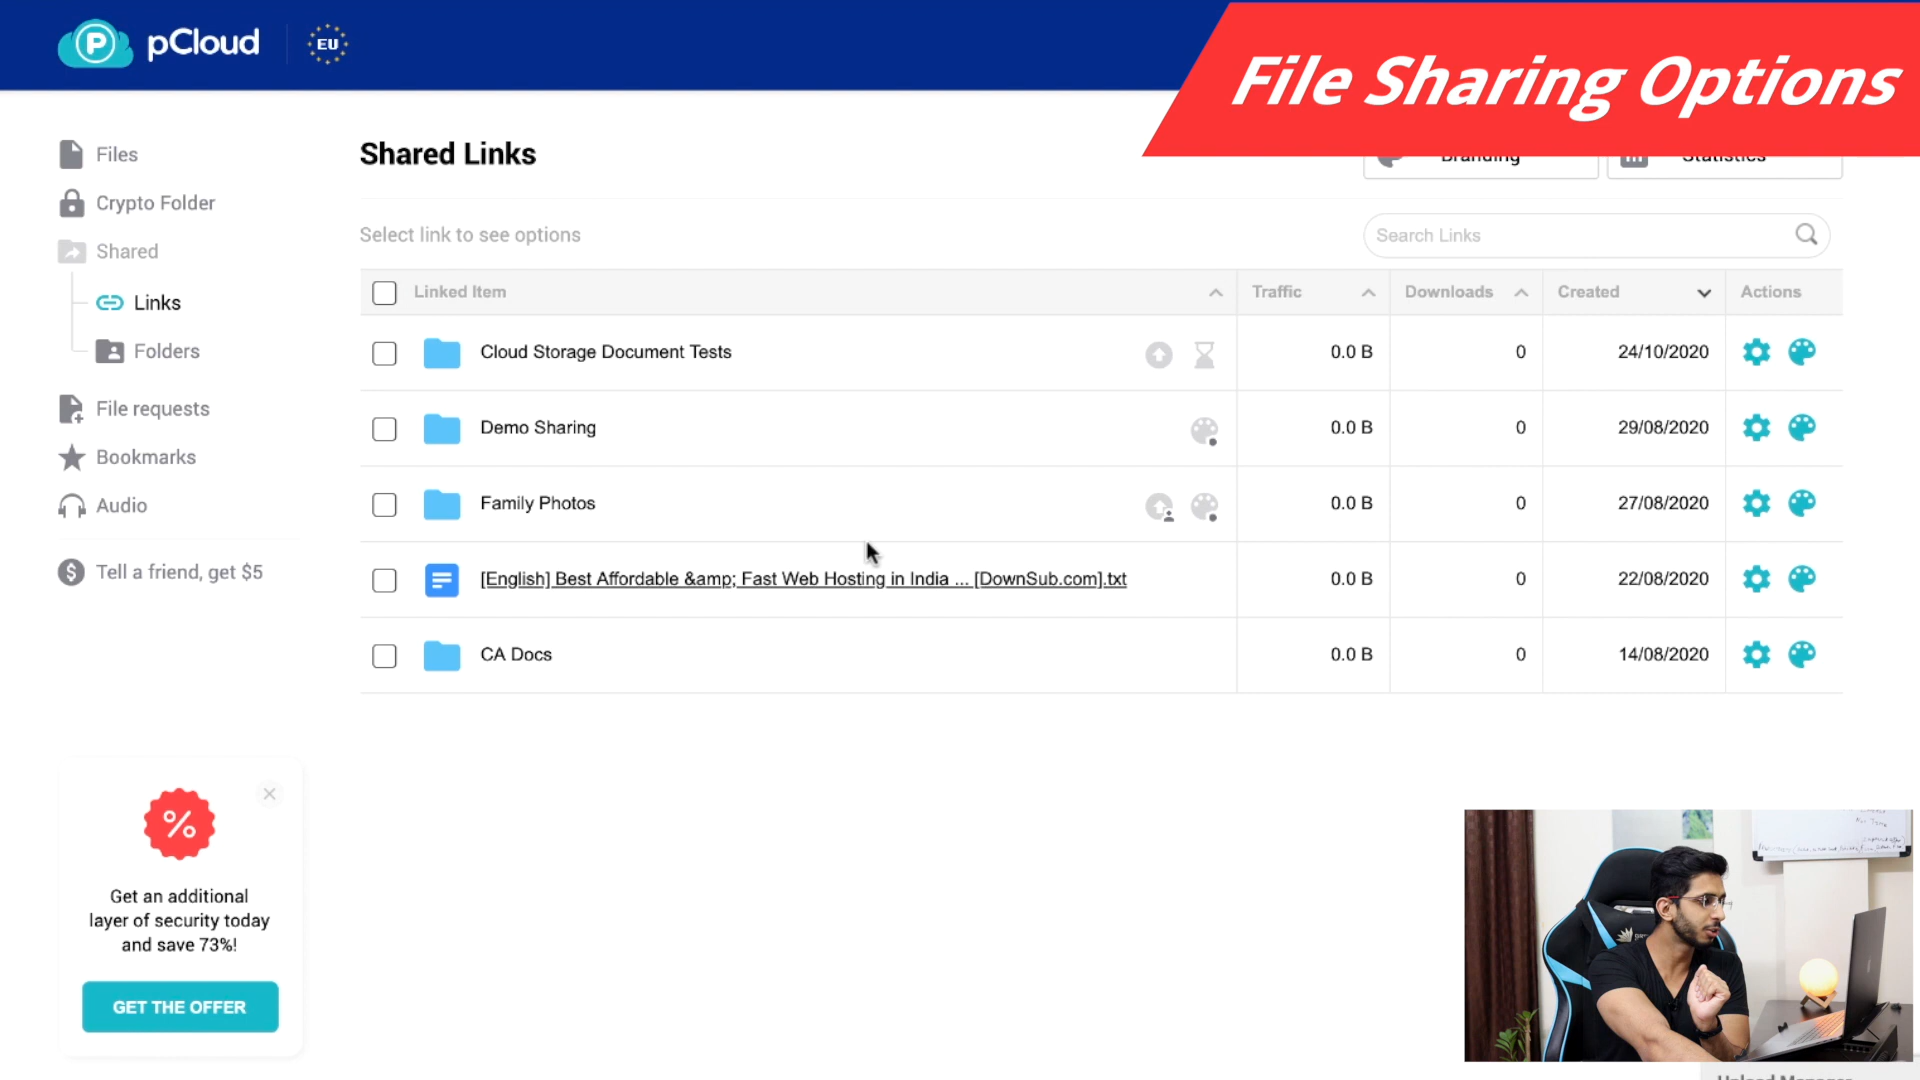 pCloud
EU
File Sharing Options
Files
Crypto Folder
Shared
Links
Folders
File requests
Bookmarks
Audio
Tell a friend, get $5
Shared Links
Branding
Statistics
Select link to see options
Search Links
Linked Item Traffic Downloads Created Actions
Cloud Storage Document Tests 0.0 B 0 24/10/2020
Demo Sharing 0.0 B 0 29/08/2020
Family Photos 0.0 B 0 27/08/2020
[English] Best Affordable &amp; Fast Web Hosting in India ... [DownSub.com].txt 0.0 B 0 22/08/2020
CA Docs 0.0 B 0 14/08/2020
%
Get an additional
layer of security today
and save 73%!
GET THE OFFER
Upload Manager